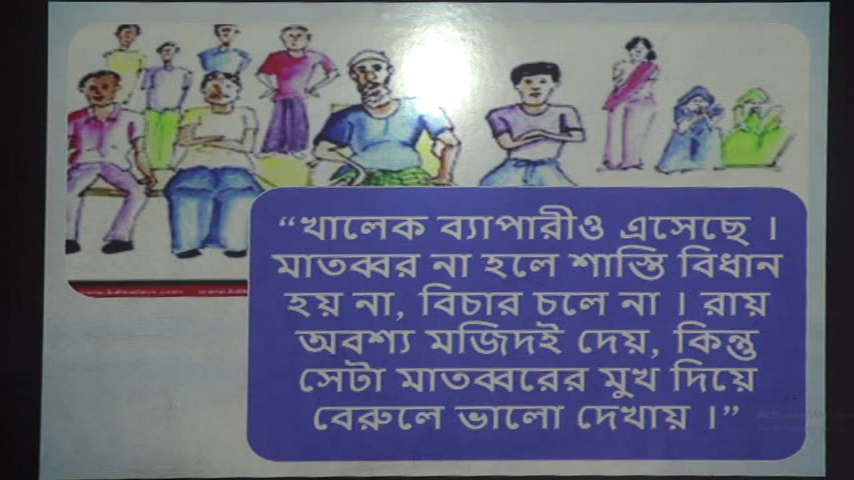 “খালেক ব্যাপারীও এসেছে ।
মাতব্বর না হলে শাস্তি বিধান
হয় না, বিচার চলে না । রায়
অবশ্য মজিদই দেয়, কিন্তু
সেটা মাতব্বরের মুখ দিয়ে
বেরুলে ভালো দেখায় ।”